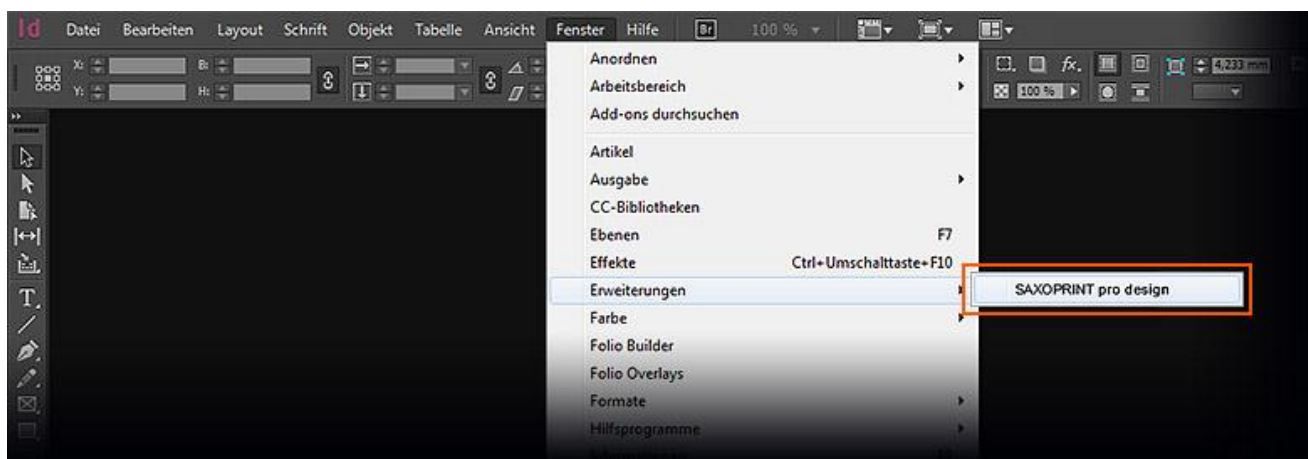 Id Datei Bearbeiten Layout Schrift Objekt Tabelle Ansicht Fenster Hilfe Br 100 %
X: B: 4,233 mm
Y: H: 100 %
fx.
Anordnen
Arbeitsbereich
Add-ons durchsuchen
Artikel
Ausgabe
CC-Bibliotheken
Ebenen F7
Effekte Ctrl+Umschalttaste+F10
Erweiterungen SAXOPRINT pro design
Farbe
Folio Builder
Folio Overlays
Formate
Hilfsprogramme